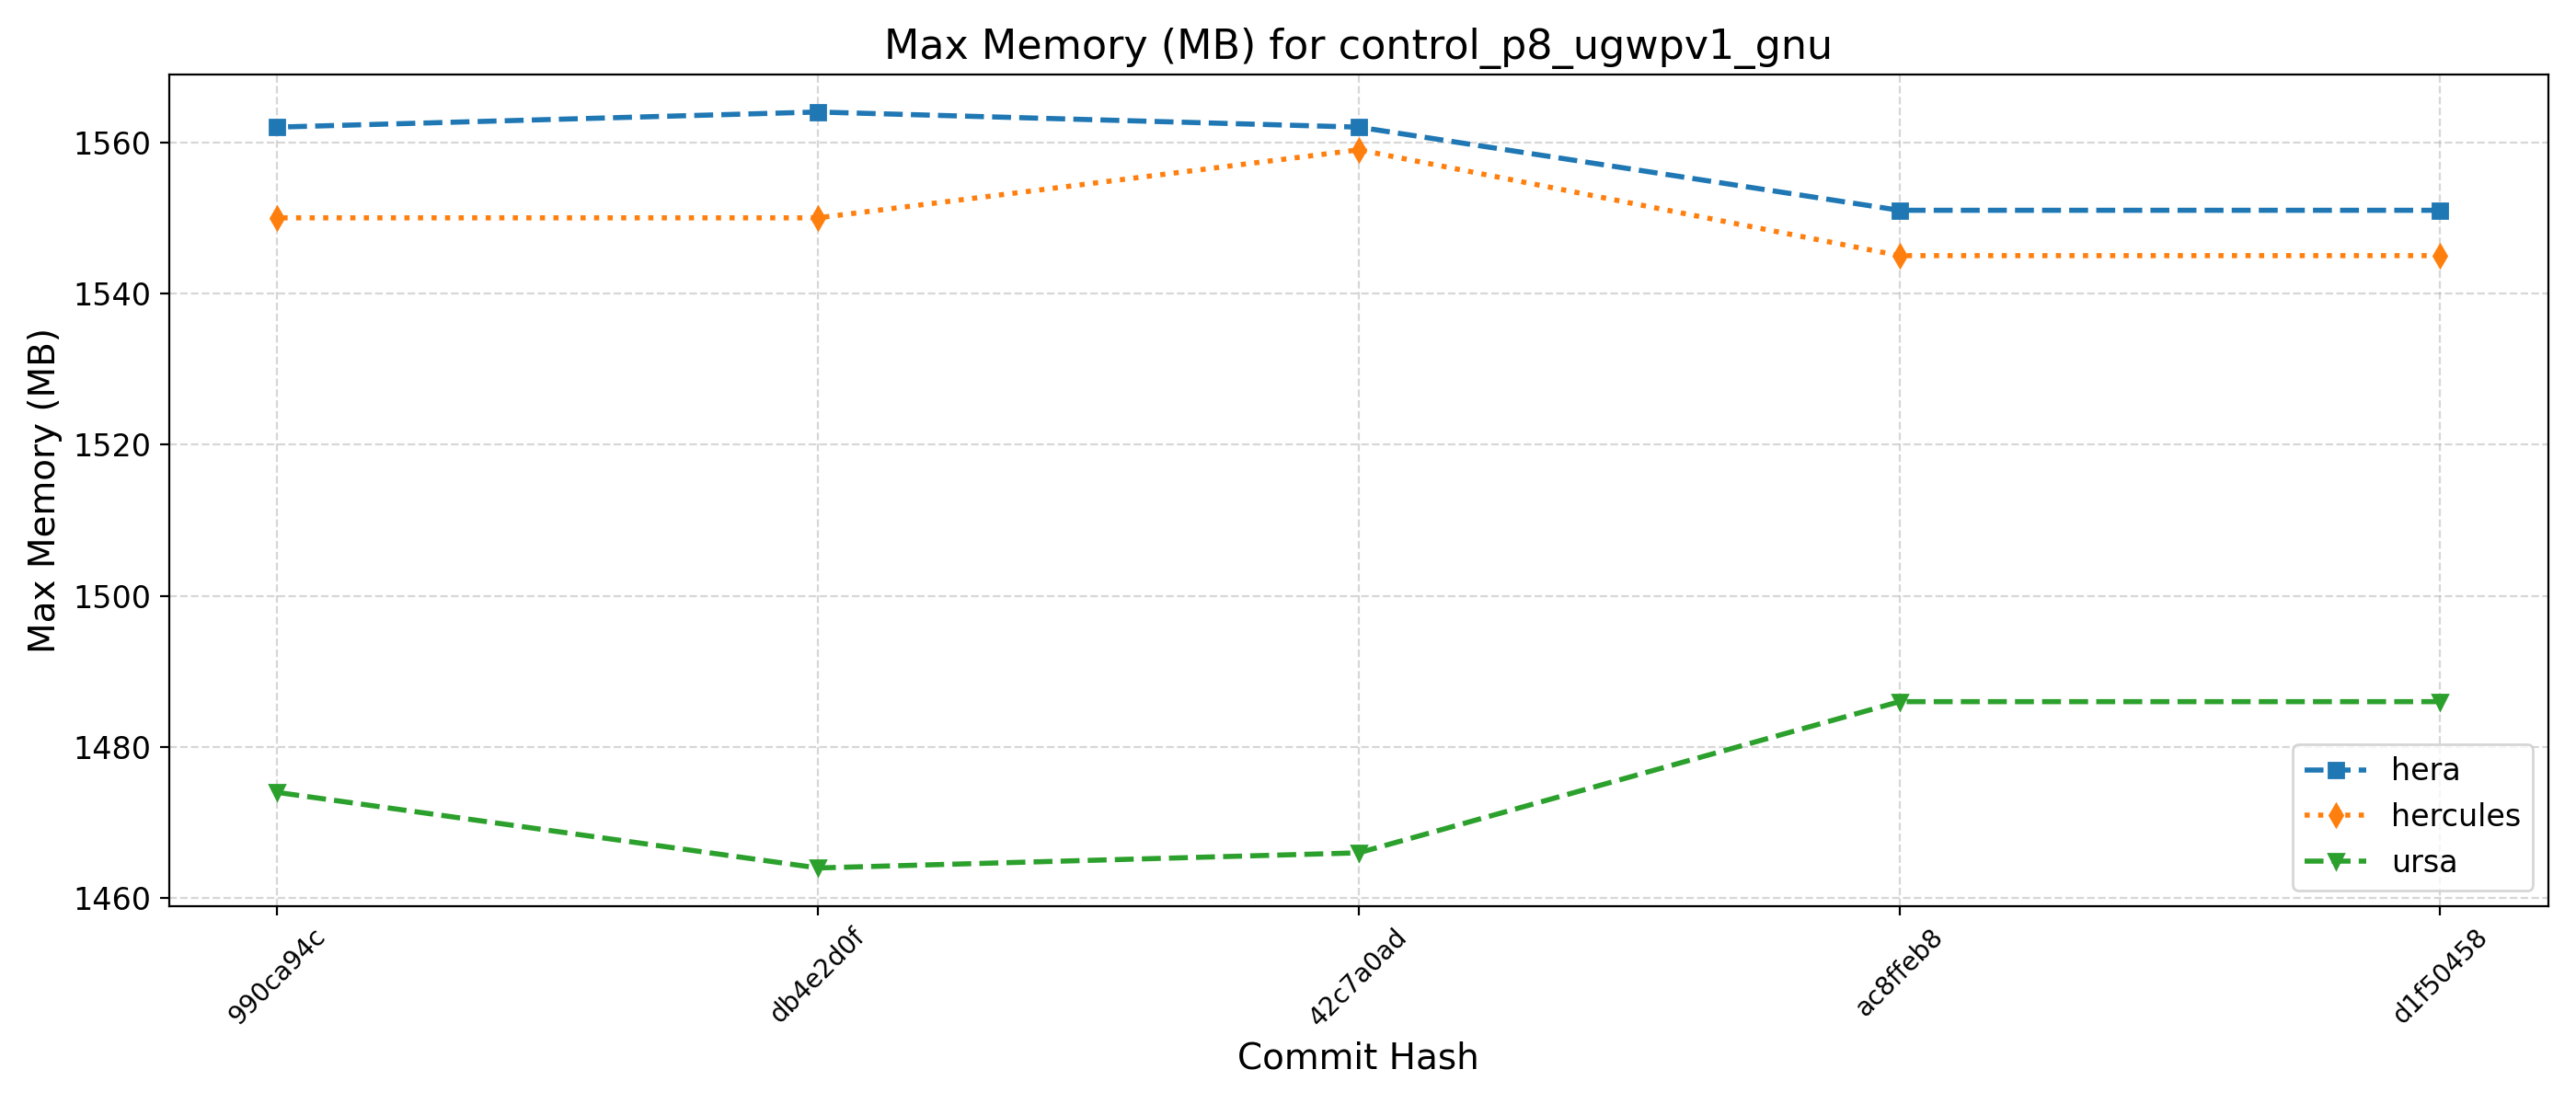 Max Memory (MB) for control_p8_ugwpv1_gnu
Max Memory (MB)
1560
1540
1520
1500
1480
1460
hera
hercules
ursa
990ca94c
db4e2d0f
42c7a0ad
ac8ffeb8
d1f50458
Commit Hash